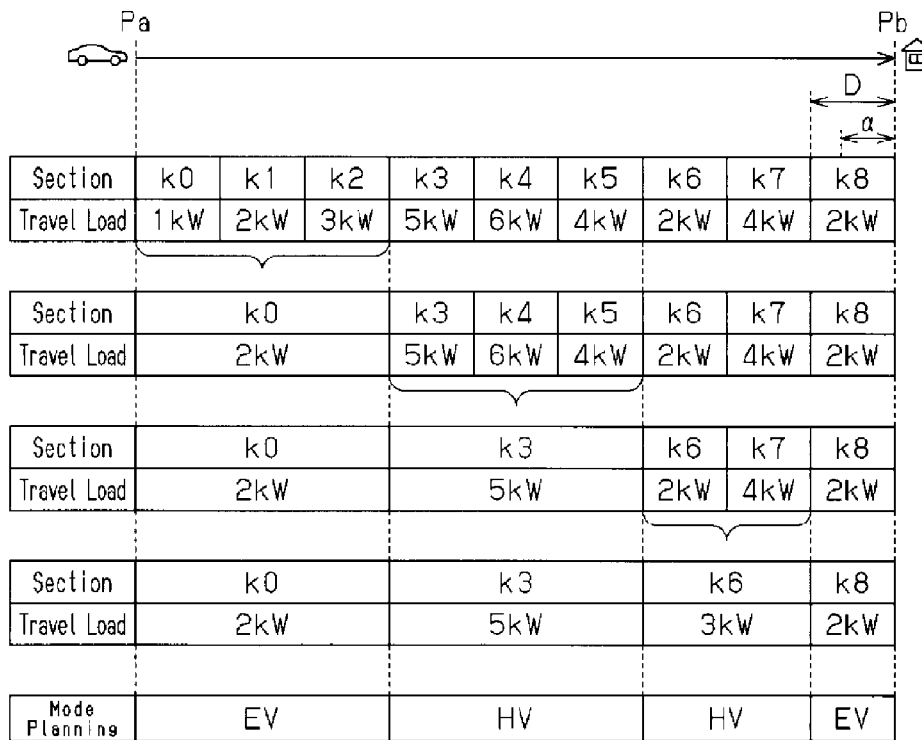 Pa Pb
D
α
Section k0 k1 k2 k3 k4 k5 k6 k7 k8
Travel Load 1kW 2kW 3kW 5kW 6kW 4kW 2kW 4kW 2kW
Section k0 k3 k4 k5 k6 k7 k8
Travel Load 2kW 5kW 6kW 4kW 2kW 4kW 2kW
Section k0 k3 k6 k7 k8
Travel Load 2kW 5kW 2kW 4kW 2kW
Section k0 k3 k6 k8
Travel Load 2kW 5kW 3kW 2kW
Mode Planning EV HV HV EV